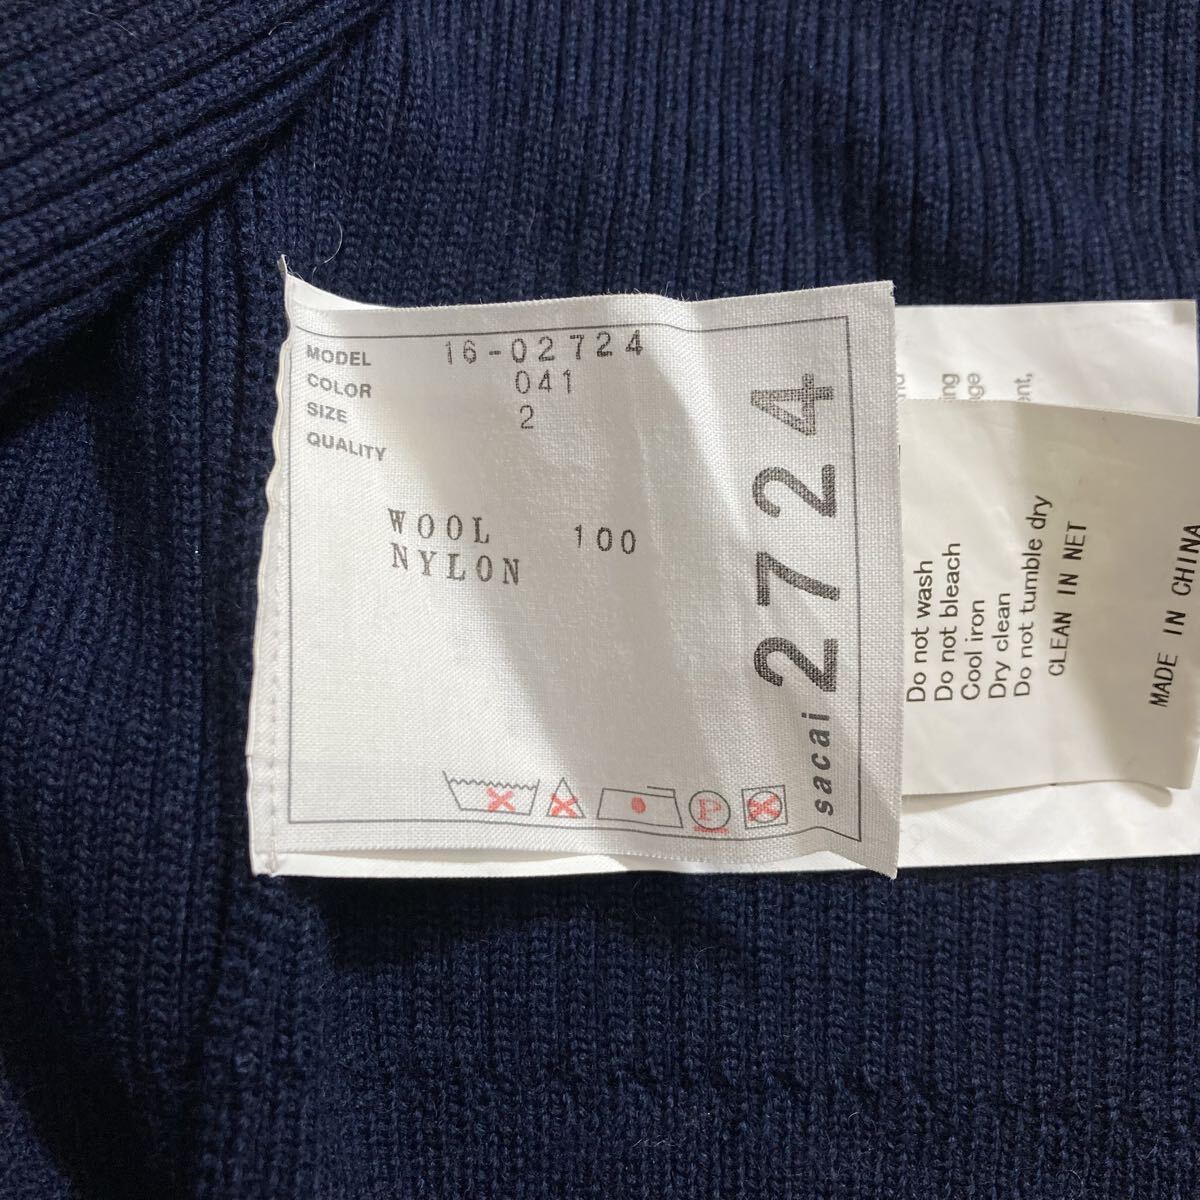 MODEL 16-02724
COLOR 041
SIZE 2
QUALITY
WOOL 100
NYLON
sacai 2724
Do not wash
Do not bleach
Cool iron
Dry clean
Do not tumble dry
CLEAN IN NET
MADE IN CHINA